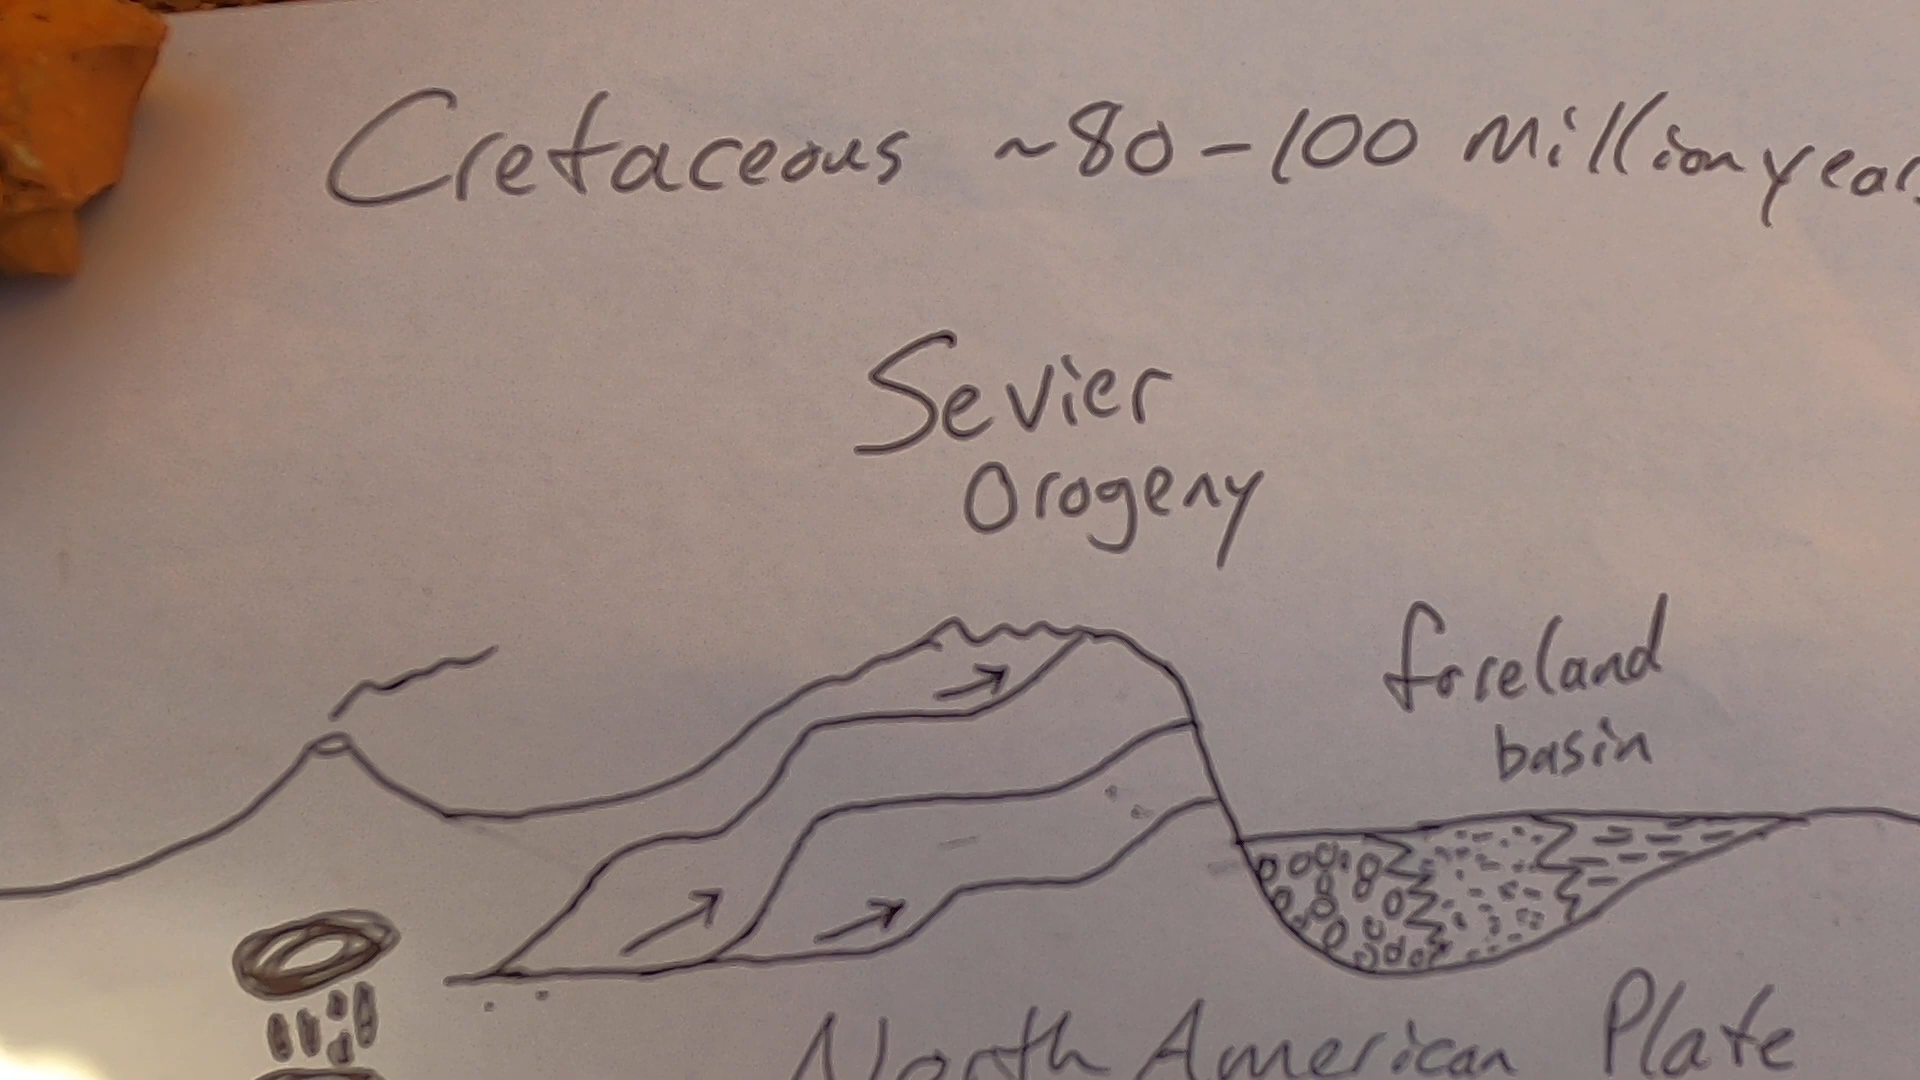 Cretaceous ~80-100 Million years
Sevier
Orogeny
foreland
basin
North American Plate